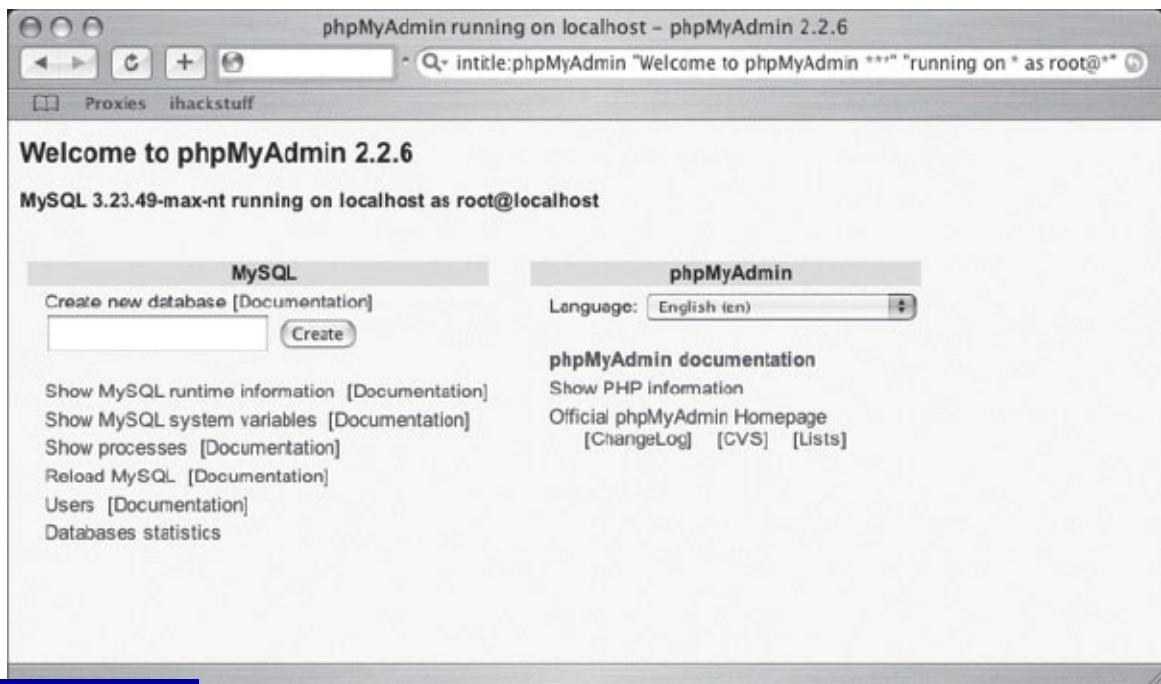 phpMyAdmin running on localhost – phpMyAdmin 2.2.6
intitle:phpMyAdmin "Welcome to phpMyAdmin ***" "running on * as root@*"
Proxies ihackstuff
Welcome to phpMyAdmin 2.2.6
MySQL 3.23.49-max-nt running on localhost as root@localhost
MySQL
Create new database [Documentation]
Create
Show MySQL runtime information [Documentation]
Show MySQL system variables [Documentation]
Show processes [Documentation]
Reload MySQL [Documentation]
Users [Documentation]
Databases statistics
phpMyAdmin
Language: English (en)
phpMyAdmin documentation
Show PHP information
Official phpMyAdmin Homepage
[ChangeLog] [CVS] [Lists]